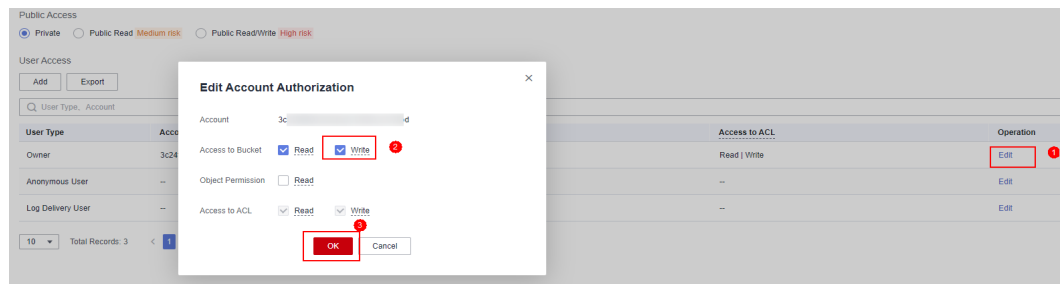 Public Access
Private Public Read Medium risk Public Read/Write High risk
User Access
Add Export
User Type, Account
Edit Account Authorization
Account 3c d
Access to Bucket Read Write 2
Object Permission Read
Access to ACL Read Write
3
OK Cancel
User Type Acco Access to ACL Operation
Owner 3c24 Read | Write Edit 1
Anonymous User -- -- Edit
Log Delivery User -- -- Edit
10 Total Records: 3 < 1